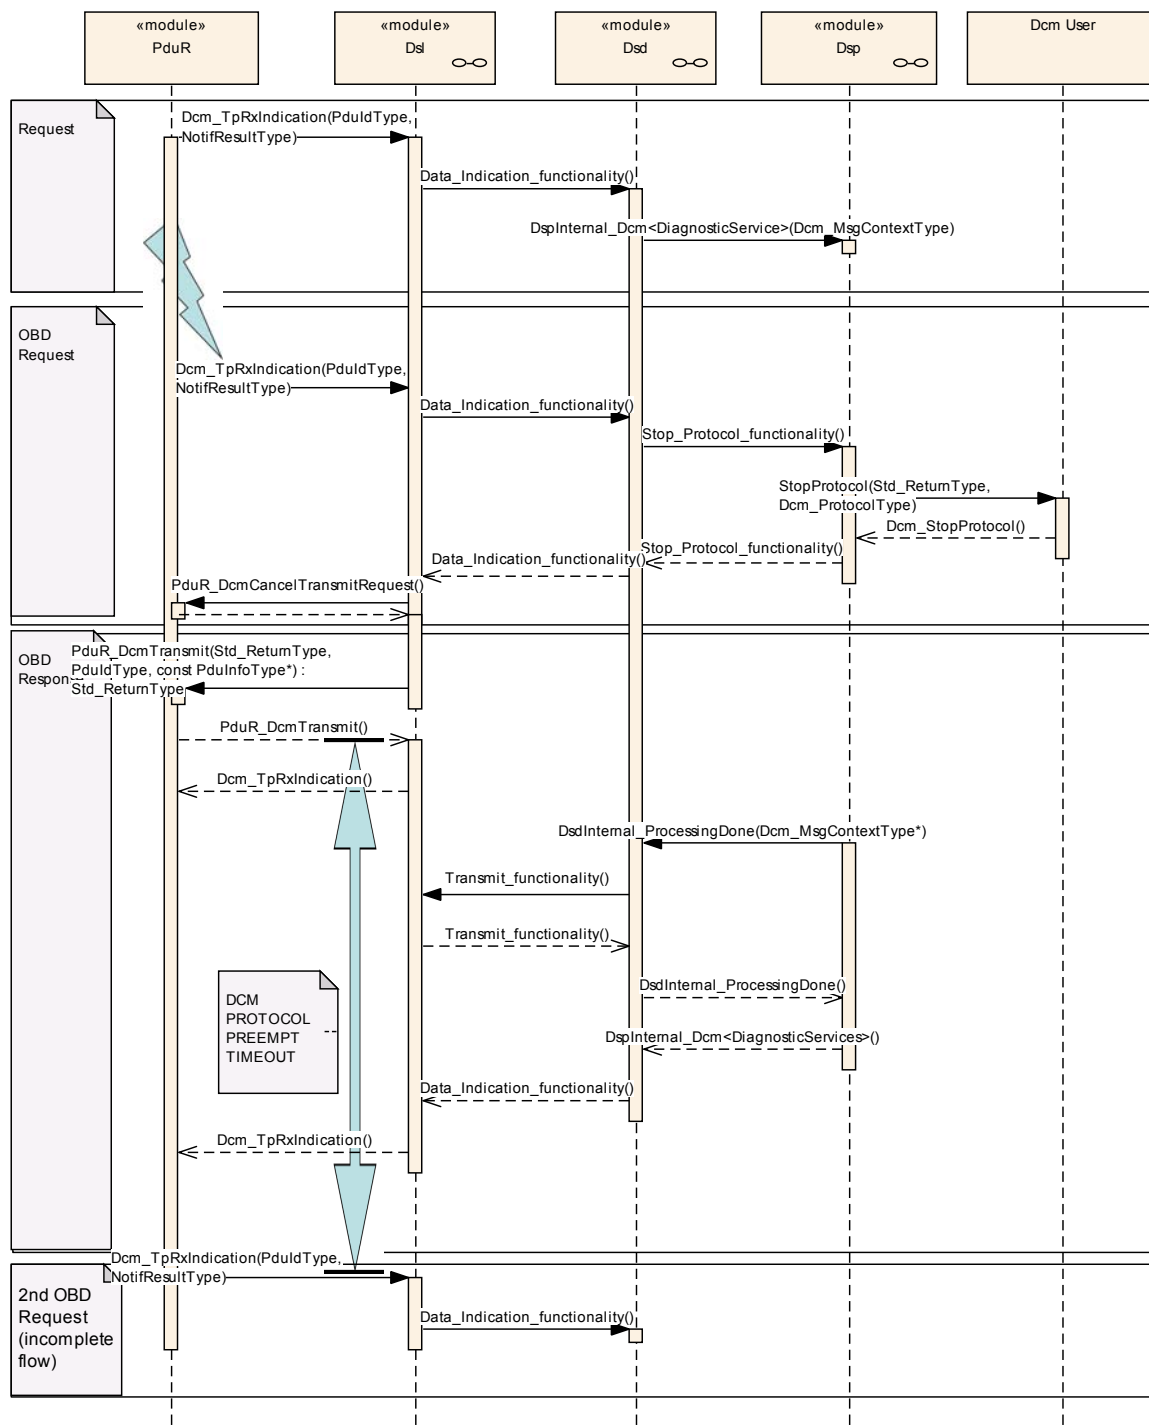 «module»
PduR
«module»
Dsl
«module»
Dsd
«module»
Dsp
Dcm User
Request
Dcm_TpRxIndication(PduIdType,
NotifResultType)
Data_Indication_functionality()
DspInternal_Dcm<DiagnosticService>(Dcm_MsgContextType)
OBD
Request
Dcm_TpRxIndication(PduIdType,
NotifResultType)
Data_Indication_functionality()
Stop_Protocol_functionality()
StopProtocol(Std_ReturnType,
Dcm_ProtocolType)
Dcm_StopProtocol()
Stop_Protocol_functionality()
Data_Indication_functionality()
PduR_DcmCancelTransmitRequest()
OBD
Response
PduR_DcmTransmit(Std_ReturnType,
PduIdType, const PduInfoType*) :
Std_ReturnType
PduR_DcmTransmit()
Dcm_TpRxIndication()
DsdInternal_ProcessingDone(Dcm_MsgContextType*)
Transmit_functionality()
Transmit_functionality()
DCM
PROTOCOL
PREEMPT
TIMEOUT
DsdInternal_ProcessingDone()
DspInternal_Dcm<DiagnosticServices>()
Data_Indication_functionality()
Dcm_TpRxIndication()
Dcm_TpRxIndication(PduIdType,
NotifResultType)
2nd OBD
Request
(incomplete
flow)
Data_Indication_functionality()